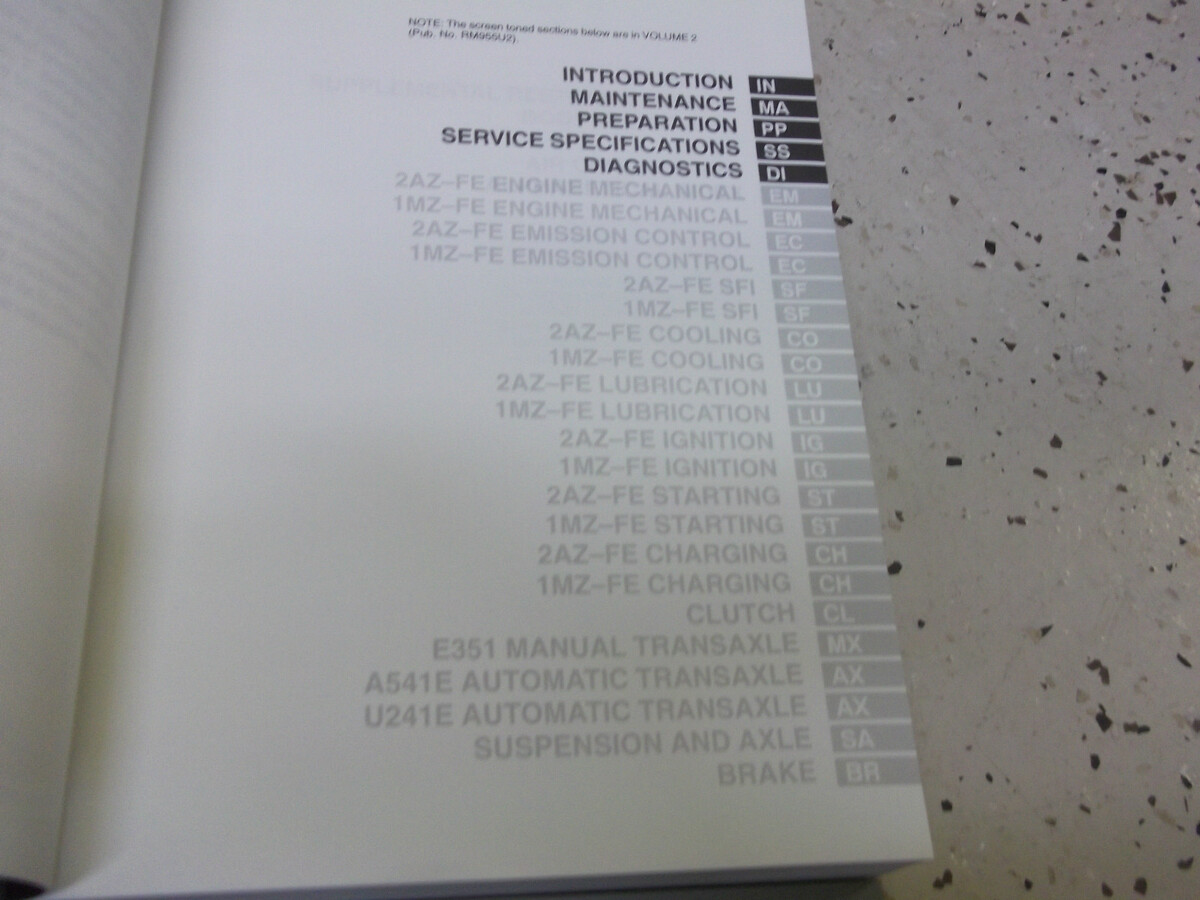 NOTE: The screen toned sections below are in VOLUME 2
(Pub. No. RM955U2).
INTRODUCTION IN
MAINTENANCE MA
PREPARATION PP
SERVICE SPECIFICATIONS SS
DIAGNOSTICS DI
2AZ–FE ENGINE MECHANICAL EM
1MZ–FE ENGINE MECHANICAL EM
2AZ–FE EMISSION CONTROL EC
1MZ–FE EMISSION CONTROL EC
2AZ–FE SFI SF
1MZ–FE SFI SF
2AZ–FE COOLING CO
1MZ–FE COOLING CO
2AZ–FE LUBRICATION LU
1MZ–FE LUBRICATION LU
2AZ–FE IGNITION IG
1MZ–FE IGNITION IG
2AZ–FE STARTING ST
1MZ–FE STARTING ST
2AZ–FE CHARGING CH
1MZ–FE CHARGING CH
CLUTCH CL
E351 MANUAL TRANSAXLE MX
A541E AUTOMATIC TRANSAXLE AX
U241E AUTOMATIC TRANSAXLE AX
SUSPENSION AND AXLE SA
BRAKE BR